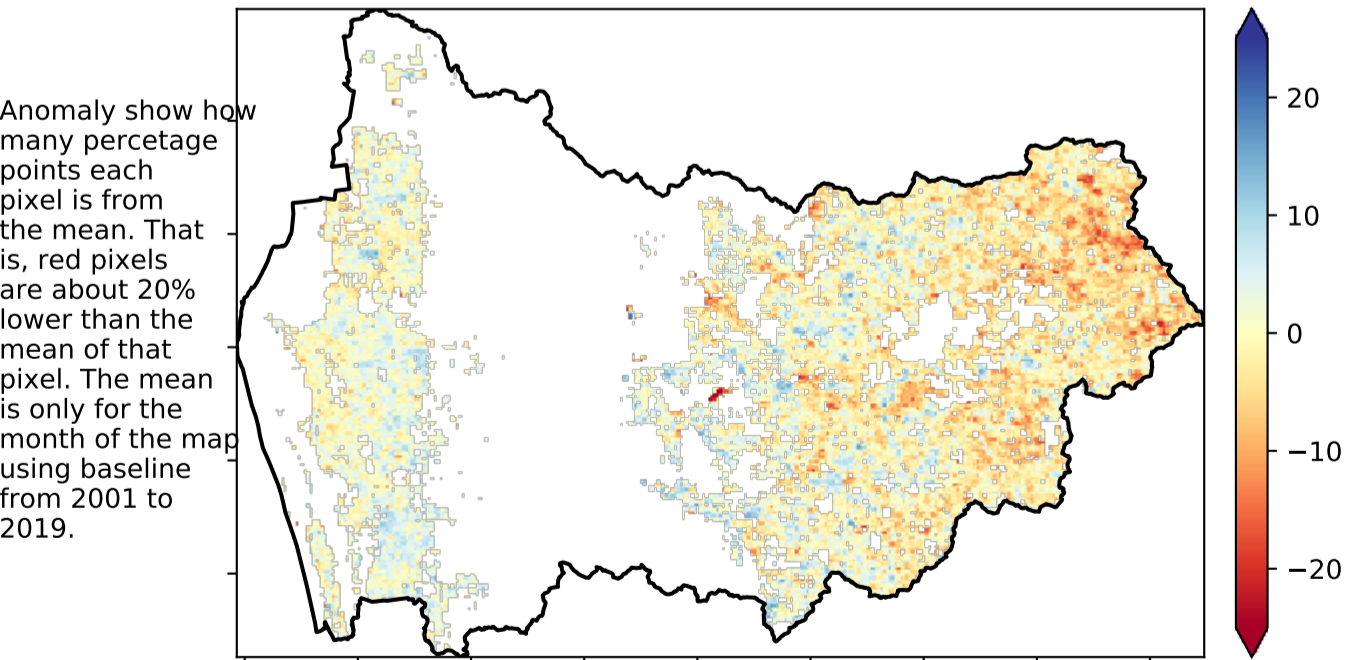 Anomaly show how
many percetage
points each
pixel is from
the mean. That
is, red pixels
are about 20%
lower than the
mean of that
pixel. The mean
is only for the
month of the map
using baseline
from 2001 to
2019.
20
10
0
−10
−20